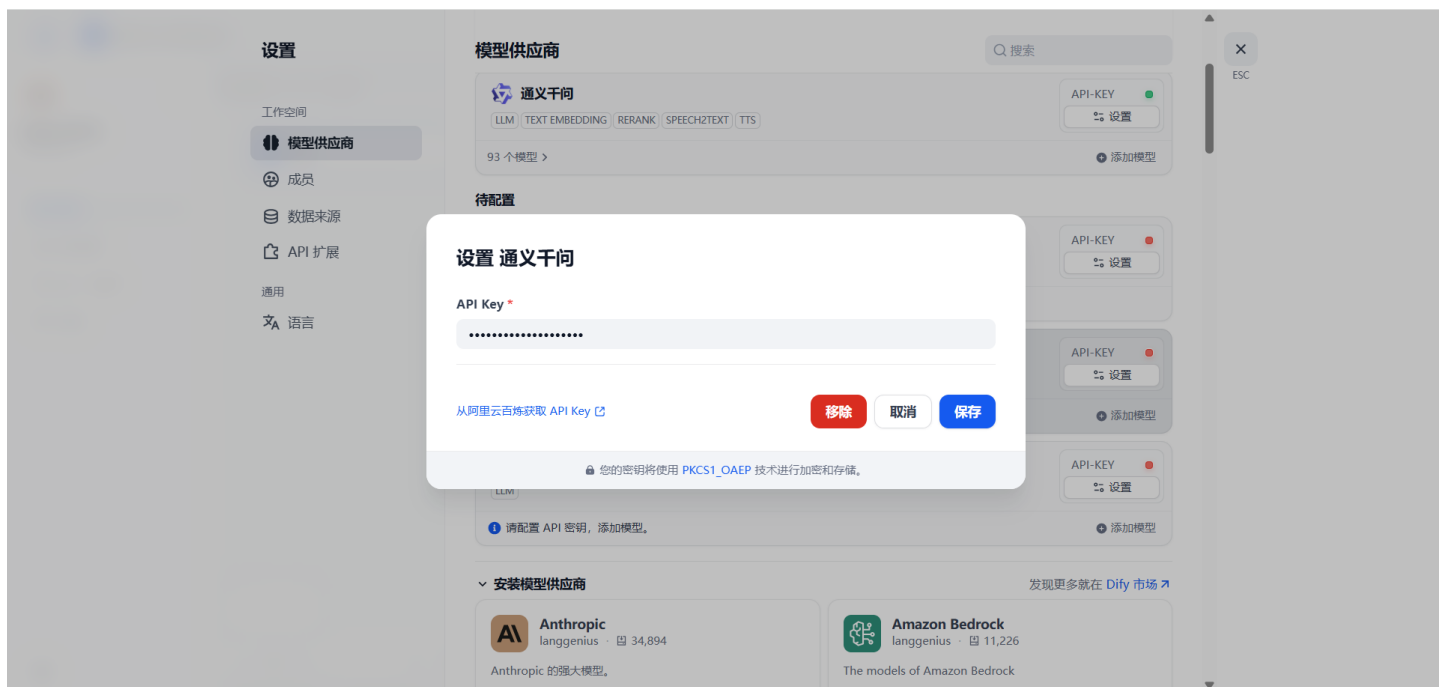 设置
工作空间
模型供应商
成员
数据来源
API 扩展
通用
语言
模型供应商
搜索
ESC
通义千问
LLM TEXT EMBEDDING RERANK SPEECH2TEXT TTS
API-KEY
设置
93 个模型
添加模型
待配置
API-KEY
设置
API-KEY
设置
添加模型
API-KEY
设置
LLM
请配置 API 密钥，添加模型。
添加模型
设置 通义千问
API Key *
••••••••••••••••••••
从阿里云百炼获取 API Key
移除
取消
保存
您的密钥将使用 PKCS1_OAEP 技术进行加密和存储。
安装模型供应商
发现更多就在 Dify 市场
Anthropic
langgenius · 34,894
Anthropic 的强大模型。
Amazon Bedrock
langgenius · 11,226
The models of Amazon Bedrock